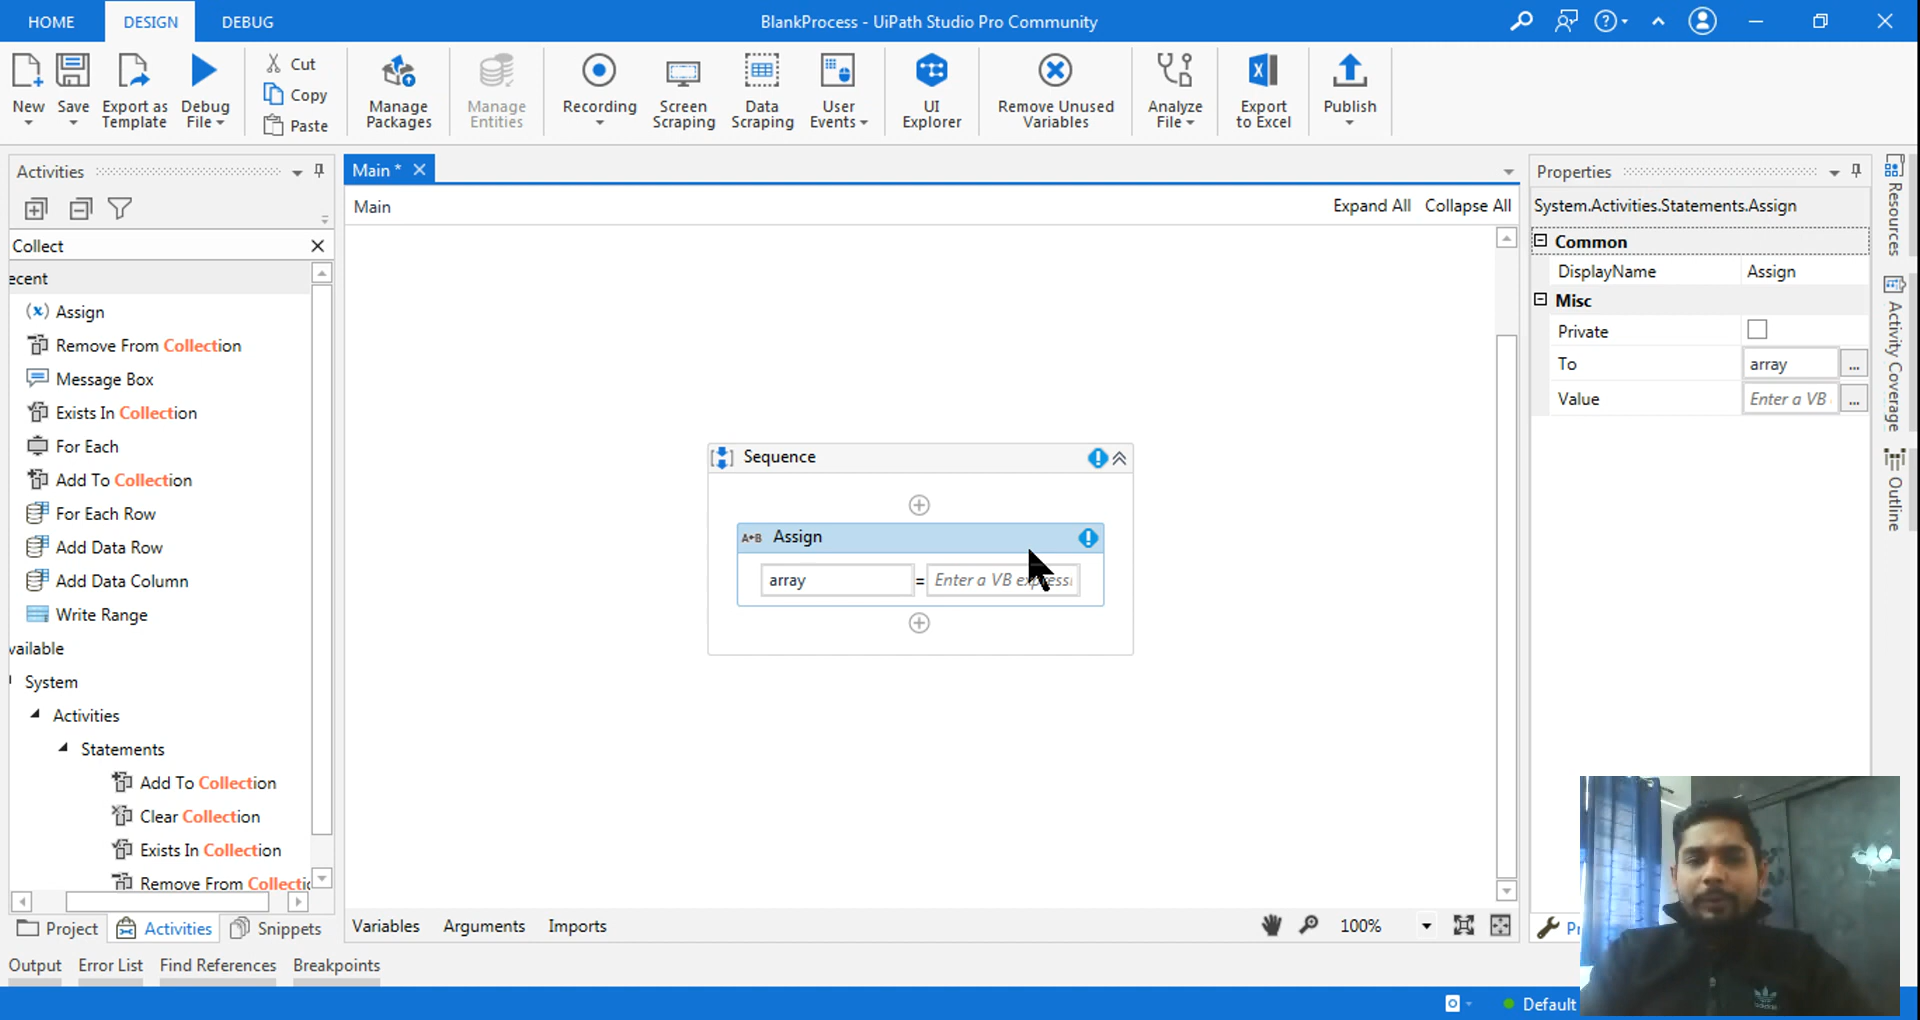 HOME DESIGN DEBUG
BlankProcess - UiPath Studio Pro Community
New
Save
Export as
Template
Debug
File
Cut
Copy
Paste
Manage
Packages
Manage
Entities
Recording
Screen
Scraping
Data
Scraping
User
Events
UI
Explorer
Remove Unused
Variables
Analyze
File
Export
to Excel
Publish
Activities
Collect
ecent
Assign
Remove From Collection
Message Box
Exists In Collection
For Each
Add To Collection
For Each Row
Add Data Row
Add Data Column
Write Range
vailable
System
Activities
Statements
Add To Collection
Clear Collection
Exists In Collection
Remove From Collecti
Project Activities Snippets
Main *
Main
Expand All Collapse All
Sequence
A+B Assign
array = Enter a VB expressi
Variables Arguments Imports
100%
Properties
System.Activities.Statements.Assign
Common
DisplayName Assign
Misc
Private
To array ...
Value Enter a VB ...
Pr
Resources
Activity Coverage
Outline
Output Error List Find References Breakpoints
Default
adidas